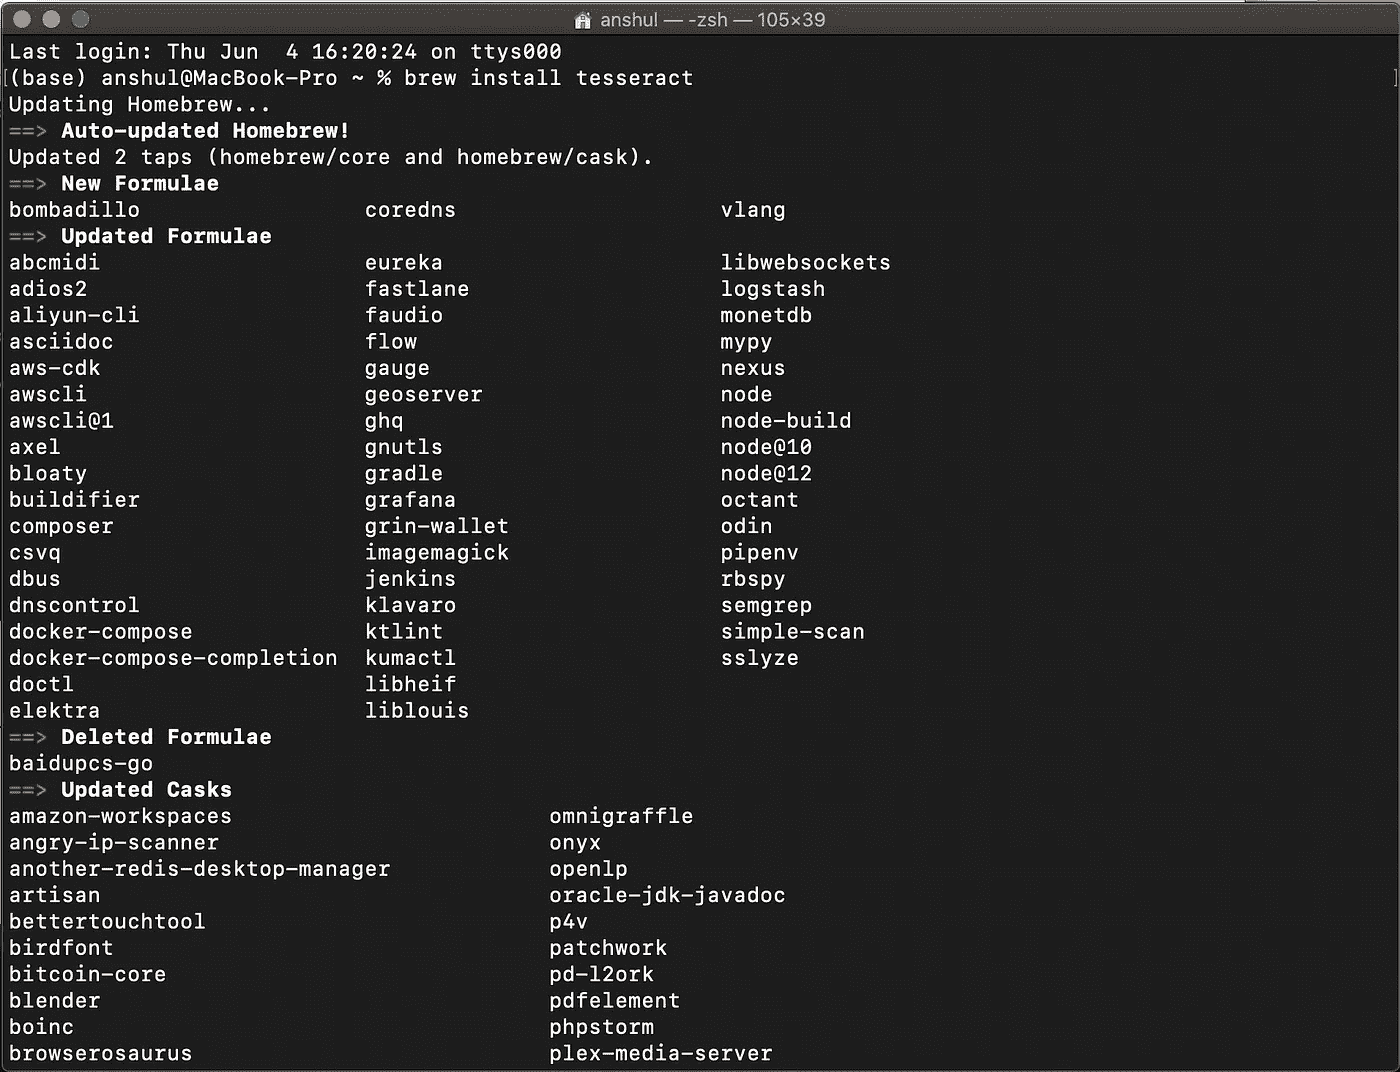 anshul — -zsh — 105×39
Last login: Thu Jun  4 16:20:24 on ttys000
[(base) anshul@MacBook-Pro ~ % brew install tesseract ]
Updating Homebrew...
==> Auto-updated Homebrew!
Updated 2 taps (homebrew/core and homebrew/cask).
==> New Formulae
bombadillo                 coredns                    vlang
==> Updated Formulae
abcmidi                    eureka                     libwebsockets
adios2                     fastlane                   logstash
aliyun-cli                 faudio                     monetdb
asciidoc                   flow                       mypy
aws-cdk                    gauge                      nexus
awscli                     geoserver                  node
awscli@1                   ghq                        node-build
axel                       gnutls                     node@10
bloaty                     gradle                     node@12
buildifier                 grafana                    octant
composer                   grin-wallet                odin
csvq                       imagemagick                pipenv
dbus                       jenkins                    rbspy
dnscontrol                 klavaro                    semgrep
docker-compose             ktlint                     simple-scan
docker-compose-completion  kumactl                    sslyze
doctl                      libheif
elektra                    liblouis
==> Deleted Formulae
baidupcs-go
==> Updated Casks
amazon-workspaces                        omnigraffle
angry-ip-scanner                         onyx
another-redis-desktop-manager            openlp
artisan                                  oracle-jdk-javadoc
bettertouchtool                          p4v
birdfont                                 patchwork
bitcoin-core                             pd-l2ork
blender                                  pdfelement
boinc                                    phpstorm
browserosaurus                           plex-media-server